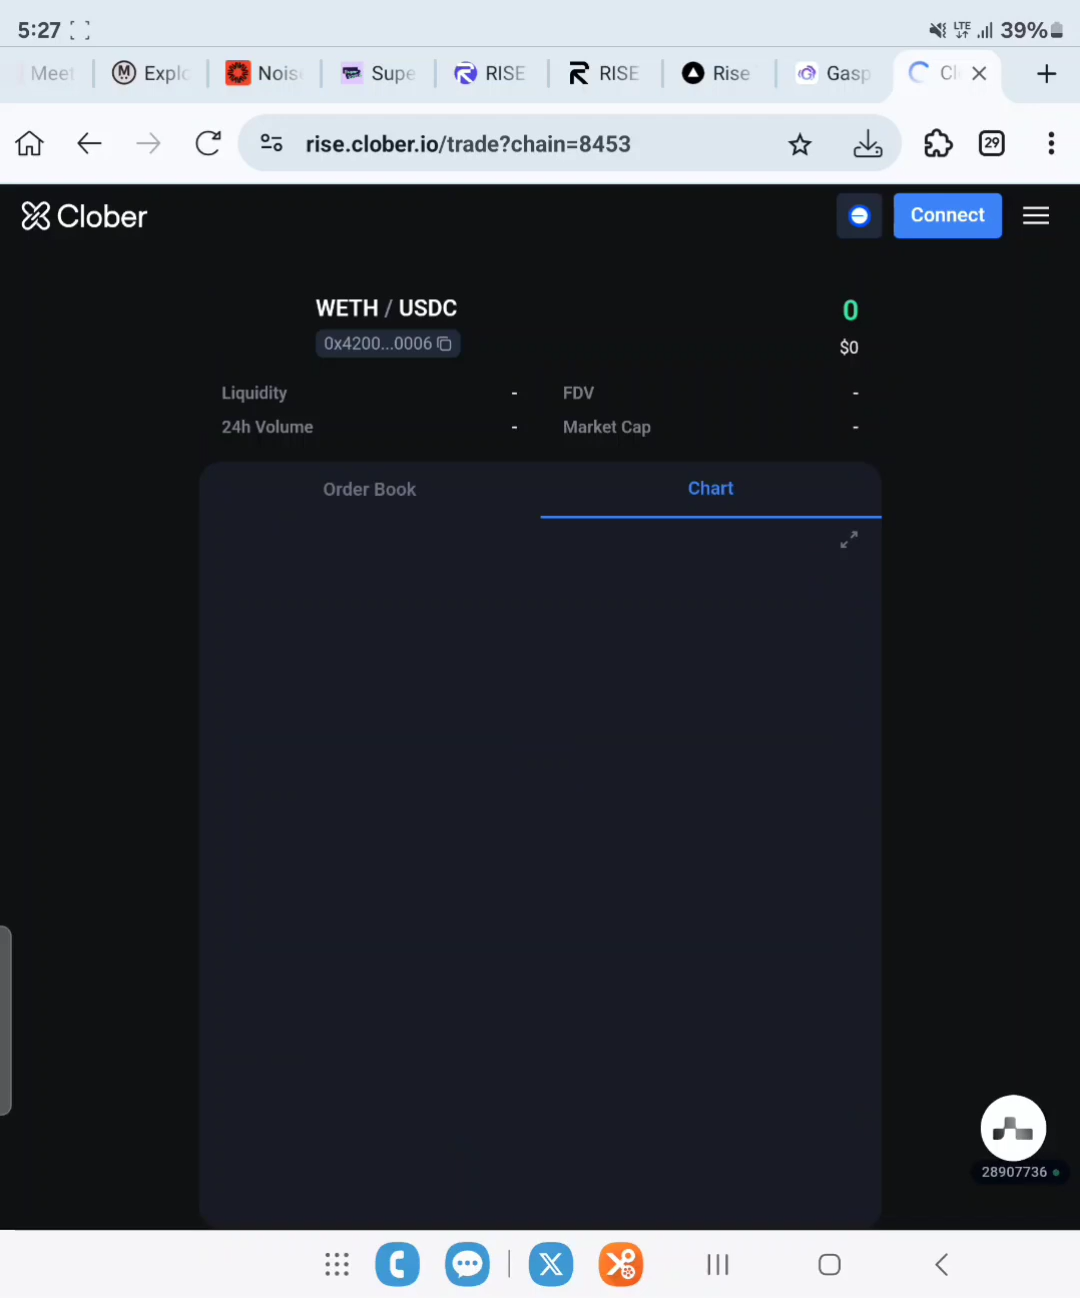 5:27
LTE
39%
Meet
Explo
Nois
Supe
RISE
RISE
Rise
Gasp
Cl
rise.clober.io/trade?chain=8453
29
Clober
Connect
WETH / USDC
0
0x4200...0006
$0
Liquidity - FDV -
24h Volume - Market Cap -
Order Book
Chart
28907736